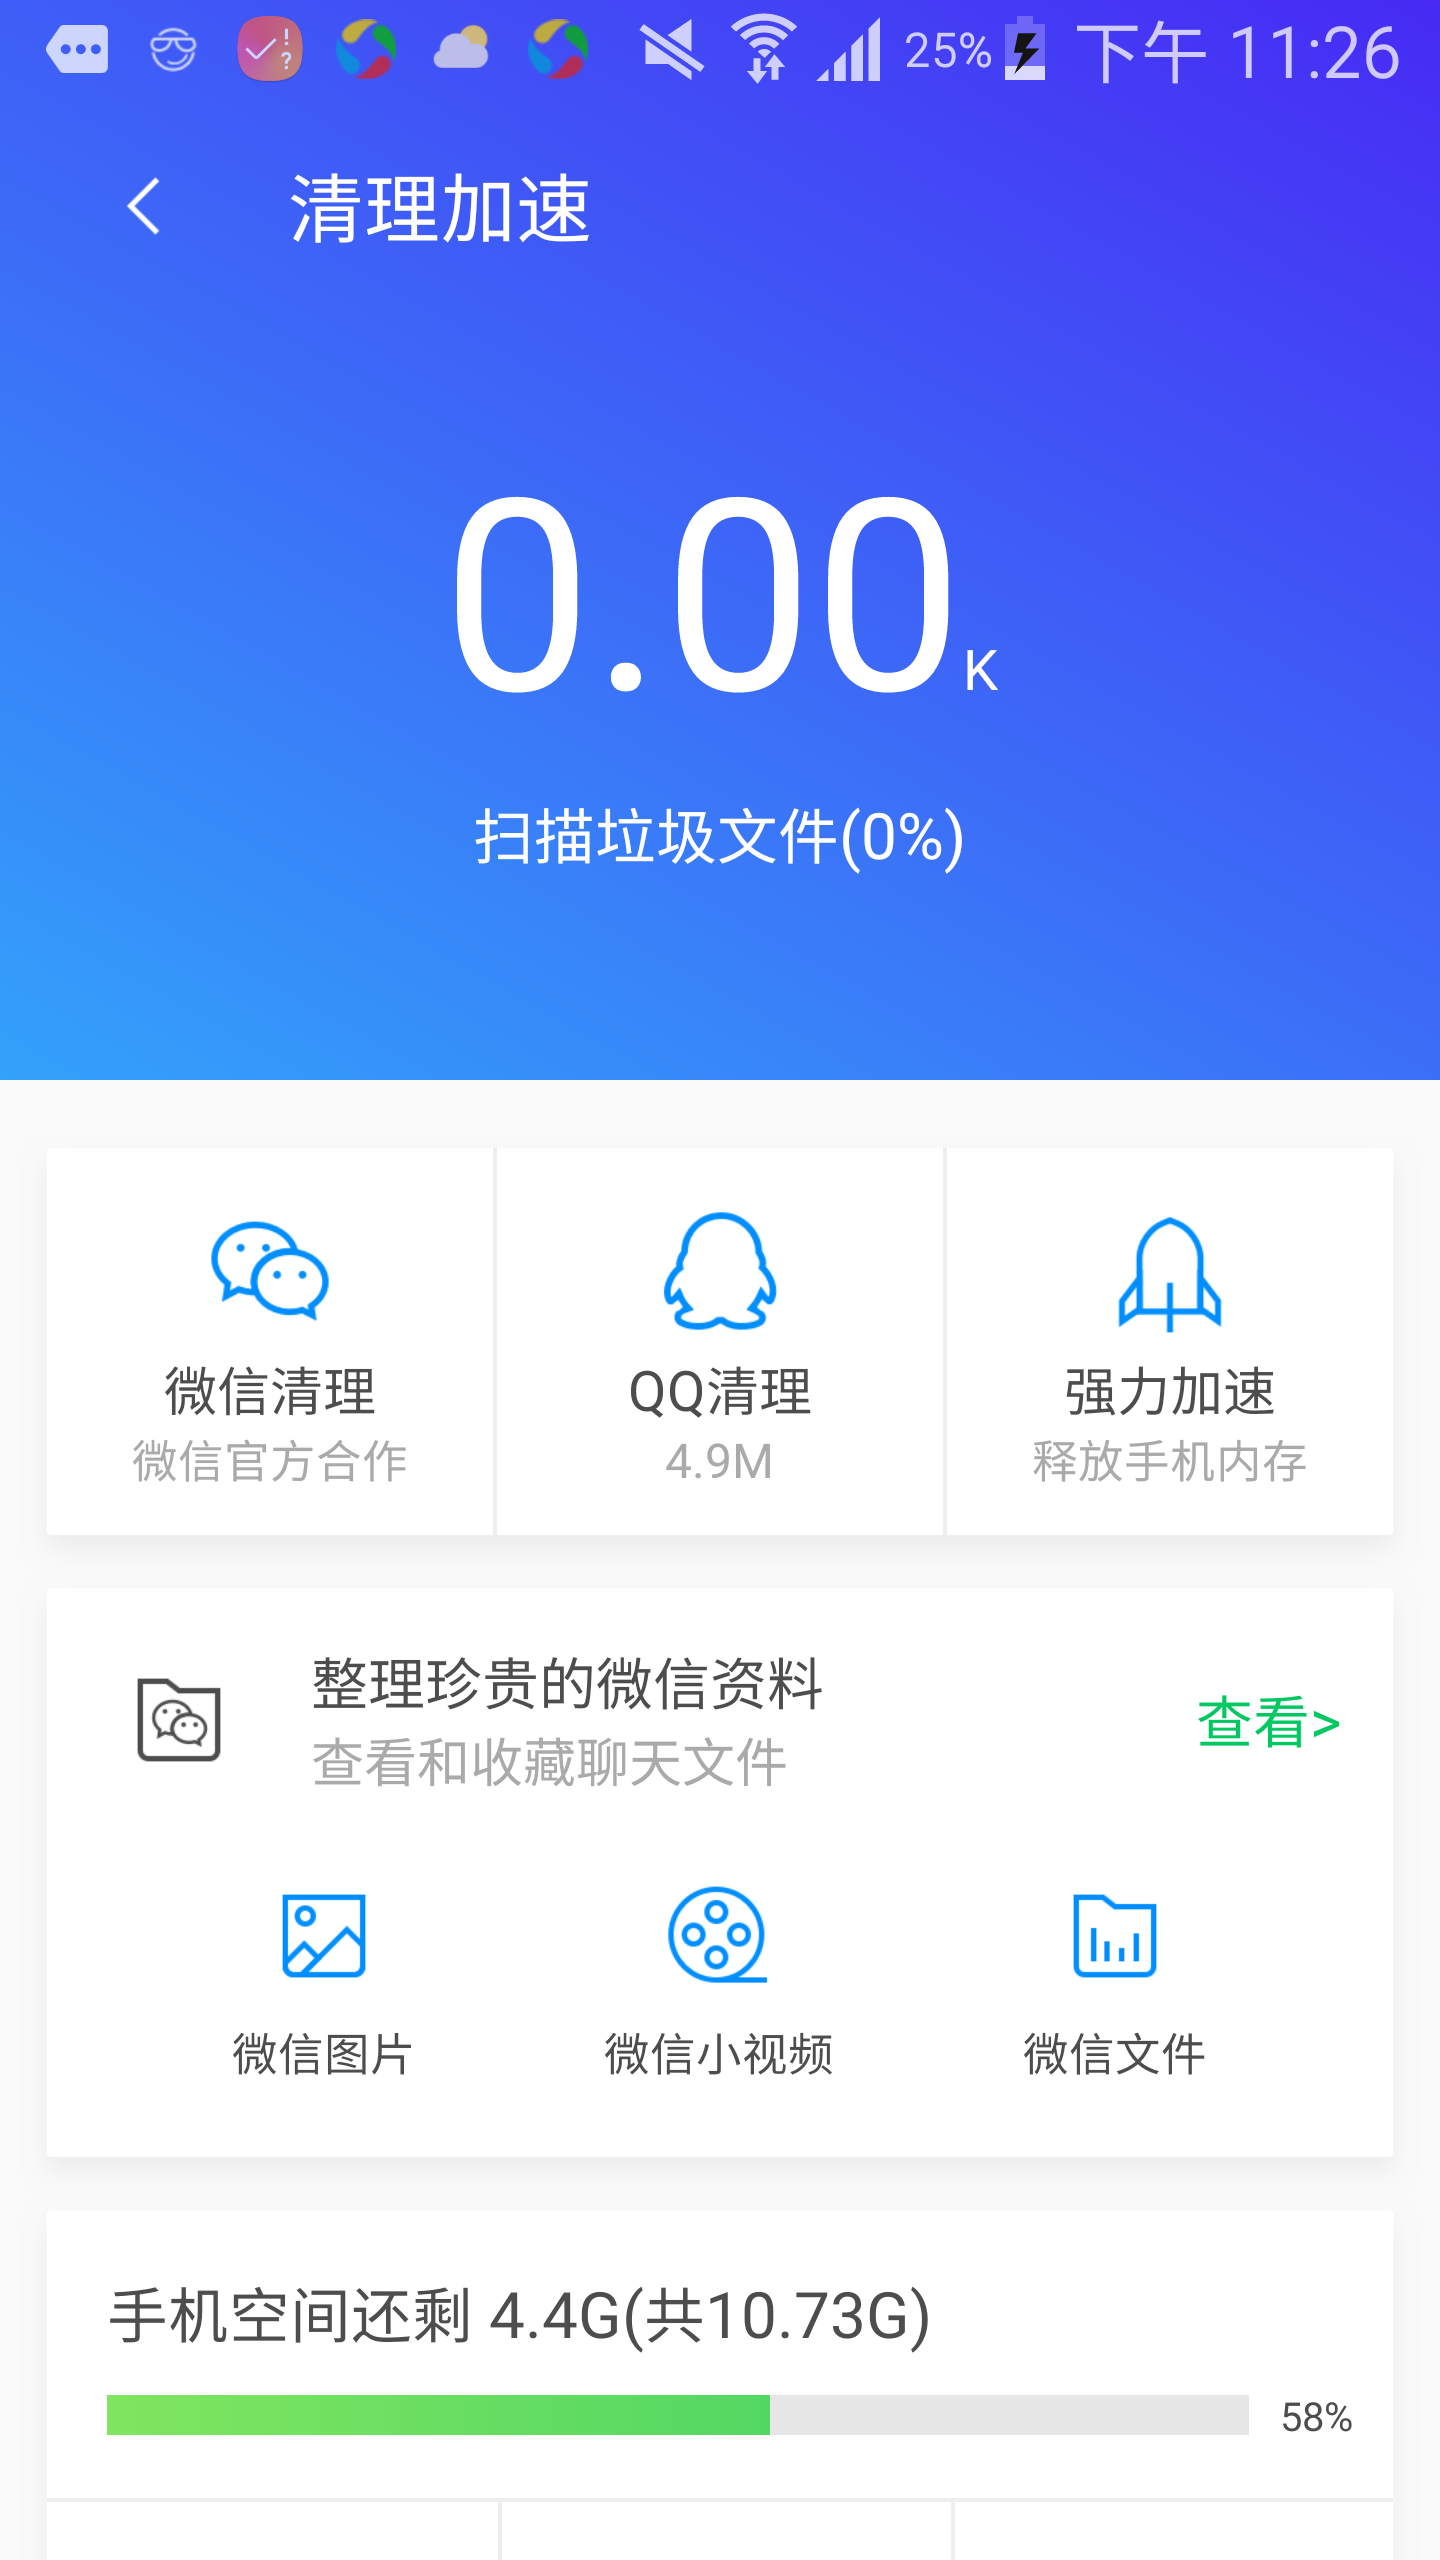 25% 下午 11:26
清理加速
0.00K
扫描垃圾文件(0%)
微信清理
微信官方合作
QQ清理
4.9M
强力加速
释放手机内存
整理珍贵的微信资料
查看和收藏聊天文件
查看>
微信图片
微信小视频
微信文件
手机空间还剩 4.4G(共10.73G)
58%